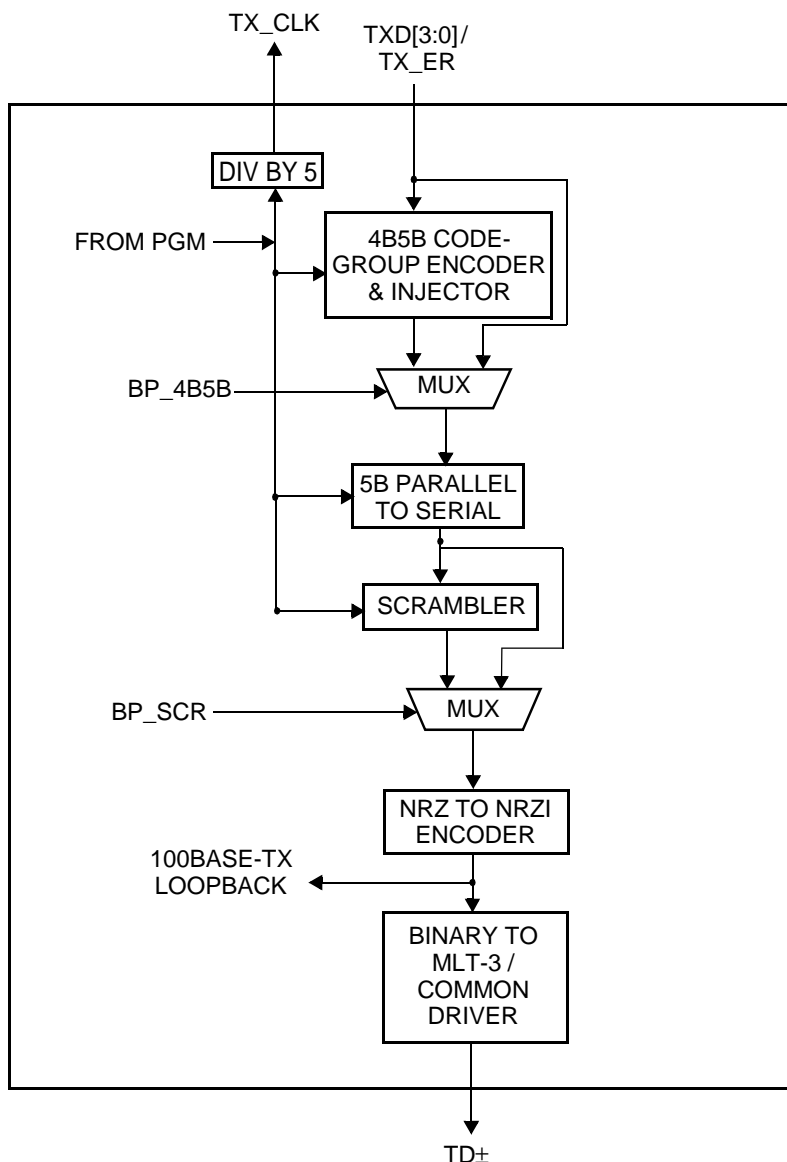 TX_CLK
TXD[3:0]/
TX_ER
DIV BY 5
FROM PGM
4B5B CODE-
GROUP ENCODER
& INJECTOR
BP_4B5B
MUX
5B PARALLEL
TO SERIAL
SCRAMBLER
BP_SCR
MUX
NRZ TO NRZI
ENCODER
100BASE-TX
LOOPBACK
BINARY TO
MLT-3 /
COMMON
DRIVER
TD±